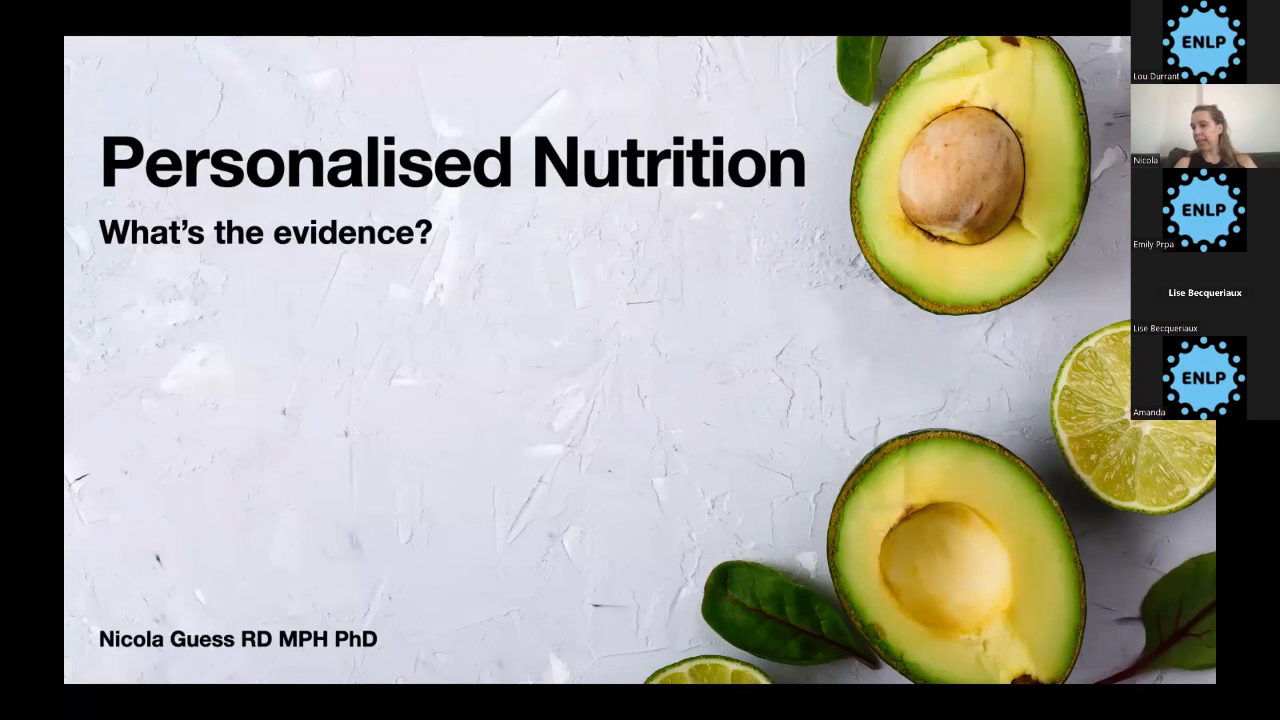 Personalised Nutrition
What's the evidence?
Nicola Guess RD MPH PhD
ENLP
Lou Durrant
Nicola
ENLP
Emily Prpa
Lise Becqueriaux
Lise Becqueriaux
ENLP
Amanda